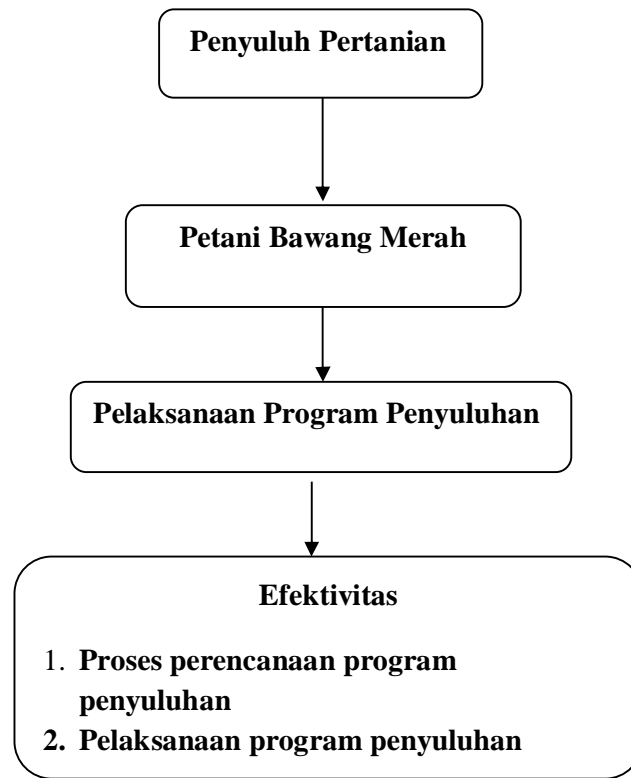 Penyuluh Pertanian
Petani Bawang Merah
Pelaksanaan Program Penyuluhan
Efektivitas
1. Proses perencanaan program
penyuluhan
2. Pelaksanaan program penyuluhan